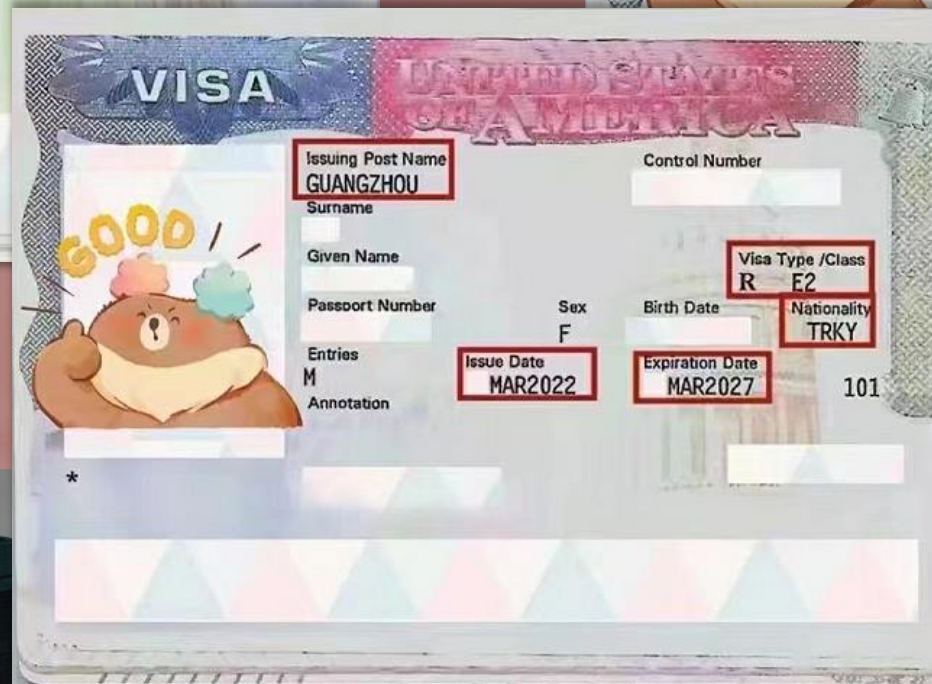 VISA
UNITED STATES
OF AMERICA
Issuing Post Name
GUANGZHOU
Control Number
Surname
Given Name
Visa Type /Class
R E2
Passport Number
Sex
F
Birth Date
Nationality
TRKY
Entries
M
Issue Date
MAR2022
Expiration Date
MAR2027
101
Annotation
*
GOOD